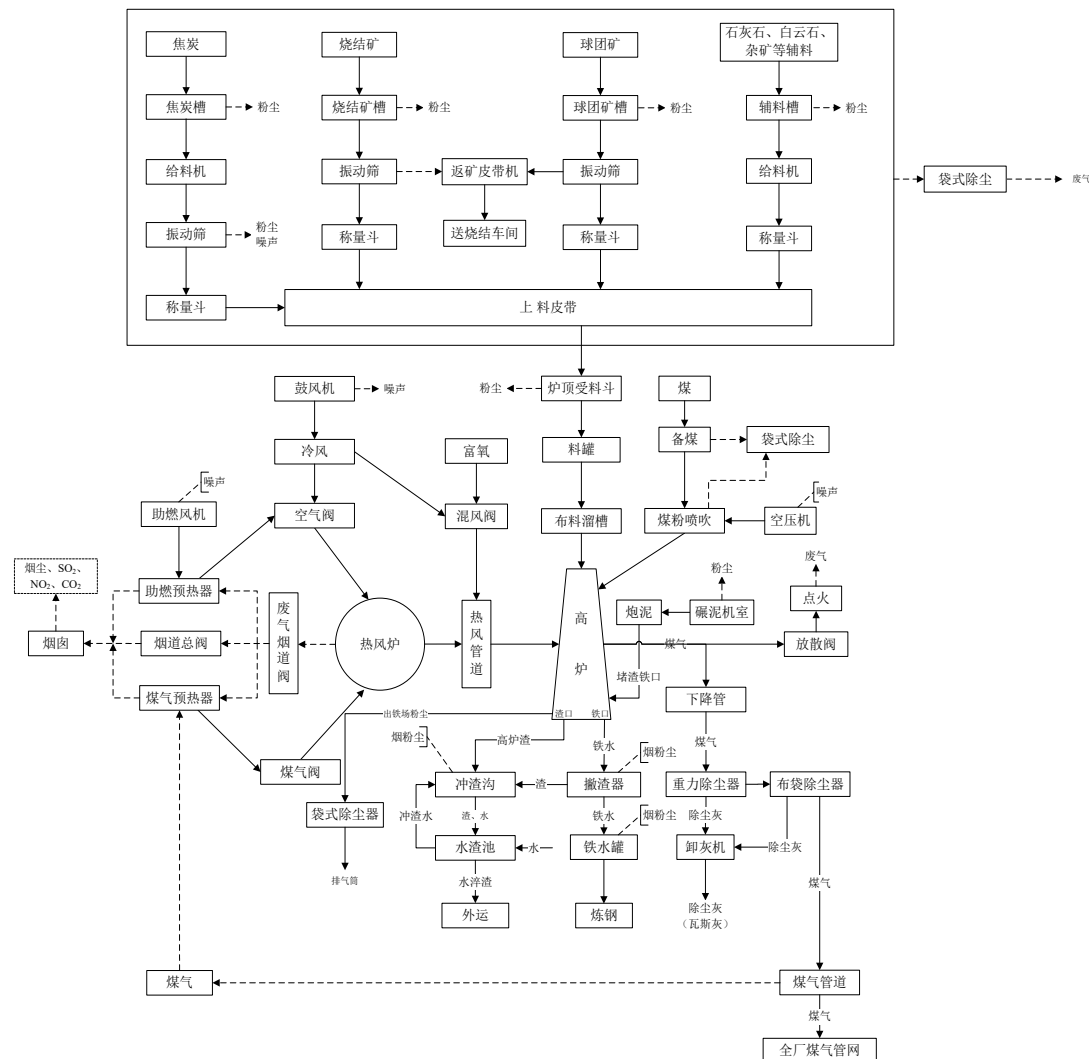 焦炭
烧结矿
球团矿
石灰石、白云石、
杂矿等辅料
焦炭槽
粉尘
烧结矿槽
粉尘
球团矿槽
粉尘
辅料槽
粉尘
给料机
振动筛
返矿皮带机
振动筛
给料机
袋式除尘
废气
振动筛
粉尘
噪声
称量斗
送烧结车间
称量斗
称量斗
称量斗
上 料皮带
鼓风机
噪声
粉尘
炉顶受料斗
煤
冷风
富氧
料罐
备煤
袋式除尘
噪声
助燃风机
空气阀
混风阀
布料溜槽
煤粉喷吹
空压机
噪声
烟尘、SO₂、
NO₂、CO₂
助燃预热器
废气烟道阀
热风炉
热风管道
高
炉
炮泥
粉尘
碾泥机室
废气
点火
烟囱
烟道总阀
煤气
放散阀
煤气预热器
堵渣铁口
下降管
出铁场粉尘
渣口
铁口
烟粉尘
高炉渣
铁水
烟粉尘
煤气
煤气阀
冲渣沟
渣
撇渣器
重力除尘器
布袋除尘器
袋式除尘器
冲渣水
渣、水
铁水
烟粉尘
除尘灰
水渣池
水
铁水罐
卸灰机
除尘灰
排气筒
水淬渣
煤气
外运
炼钢
除尘灰
（瓦斯灰）
煤气
煤气管道
煤气
全厂煤气管网